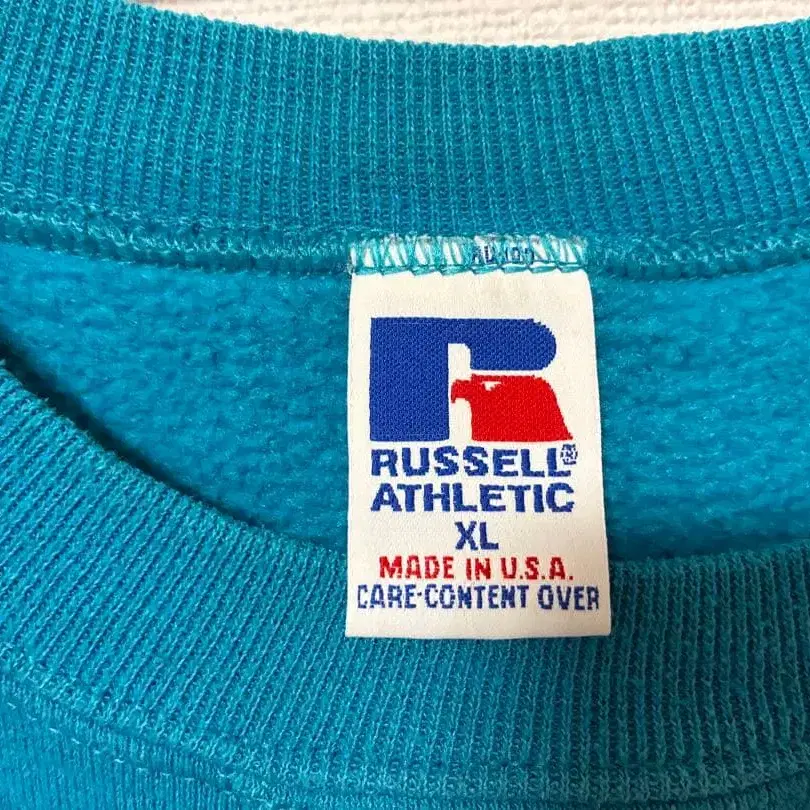 RUSSELL®
ATHLETIC
XL
MADE IN U.S.A.
CARE-CONTENT OVER